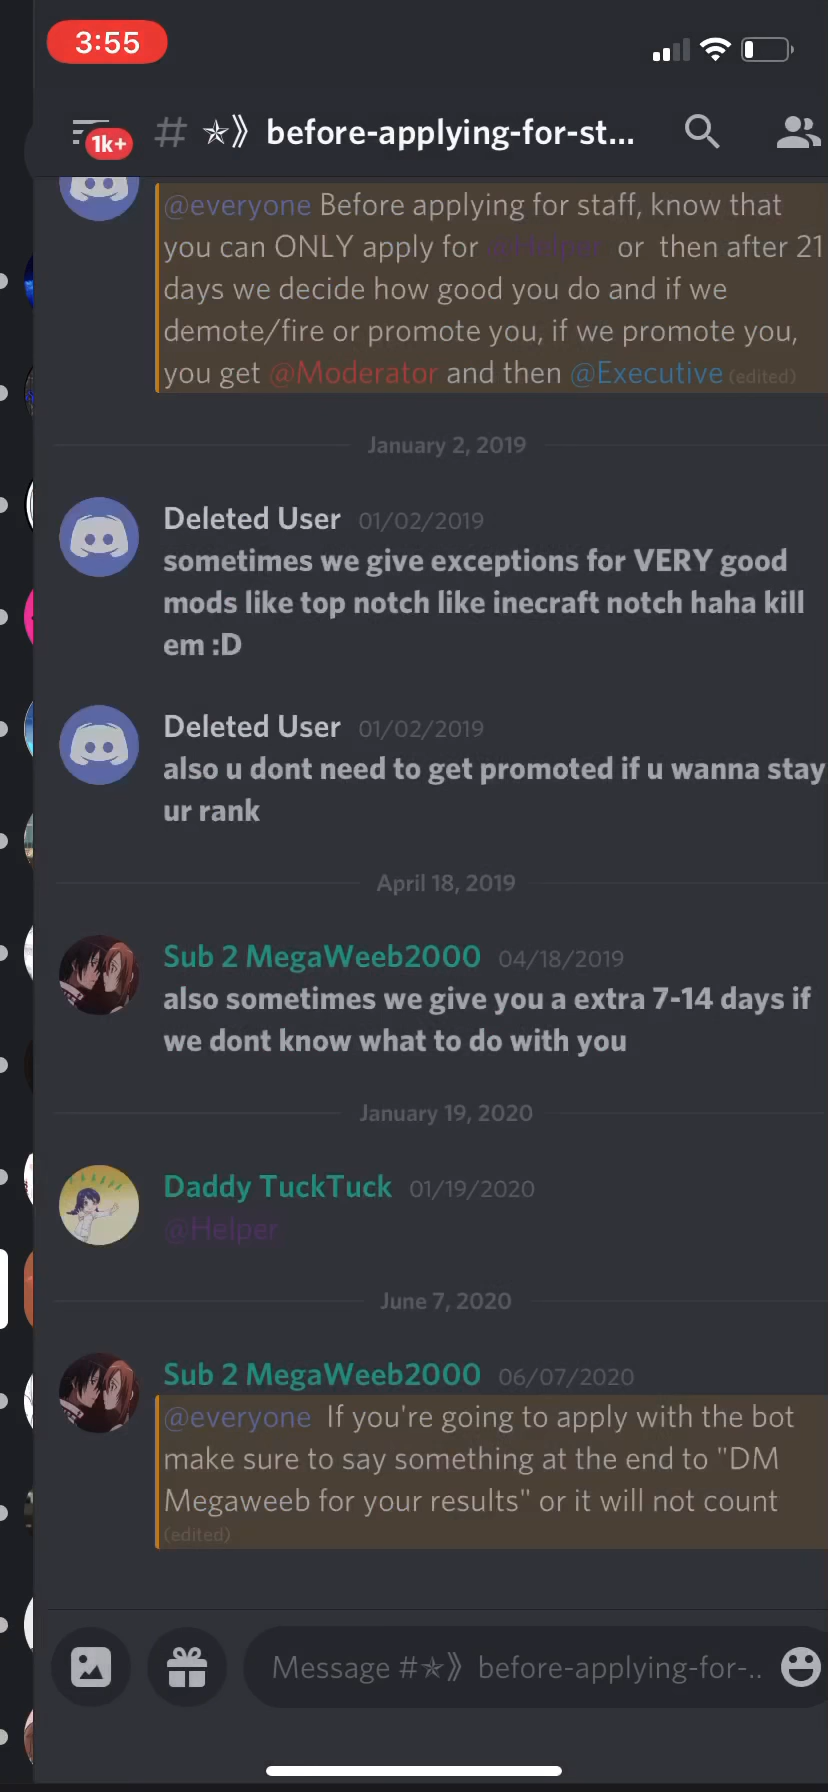 3:55
1k+
# ✯》 before-applying-for-st...
@everyone Before applying for staff, know that
you can ONLY apply for @Helper or then after 21
days we decide how good you do and if we
demote/fire or promote you, if we promote you,
you get @Moderator and then @Executive (edited)
January 2, 2019
Deleted User 01/02/2019
sometimes we give exceptions for VERY good
mods like top notch like inecraft notch haha kill
em :D
Deleted User 01/02/2019
also u dont need to get promoted if u wanna stay
ur rank
April 18, 2019
Sub 2 MegaWeeb2000 04/18/2019
also sometimes we give you a extra 7-14 days if
we dont know what to do with you
January 19, 2020
Daddy TuckTuck 01/19/2020
@Helper
June 7, 2020
Sub 2 MegaWeeb2000 06/07/2020
@everyone If you're going to apply with the bot
make sure to say something at the end to "DM
Megaweeb for your results" or it will not count
(edited)
Message #✯》 before-applying-for-..